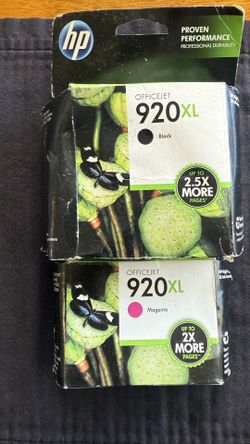 hp
PROVEN
PERFORMANCE
PROFESSIONAL DURABILITY
OFFICEJET
920XL
Black
UP TO
2.5X
MORE
PAGES
OFFICEJET
920XL
Magenta
UP TO
2X
MORE
PAGES